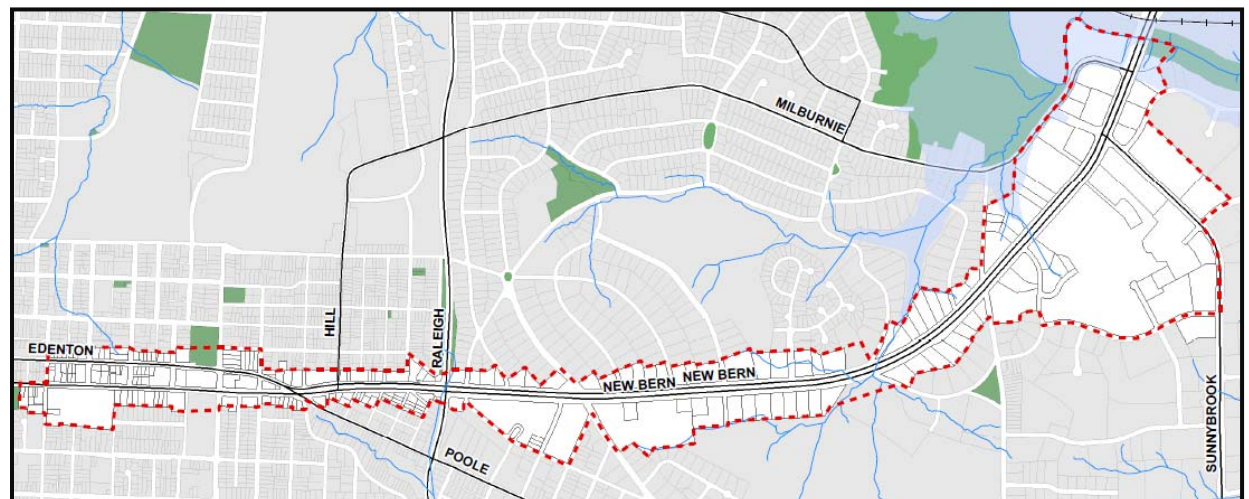 MILBURNIE
HILL
RALEIGH
EDENTON
NEW BERN NEW BERN
POOLE
SUNNYBROOK